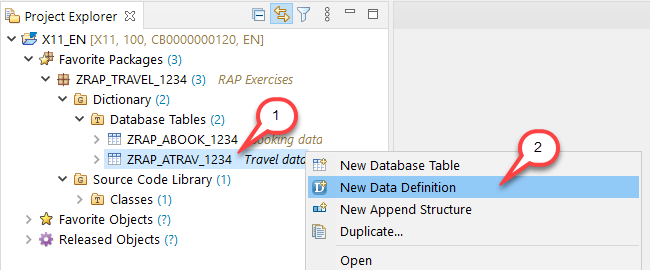 Project Explorer
X11_EN [X11, 100, CB0000000120, EN]
Favorite Packages (3)
ZRAP_TRAVEL_1234 (3) RAP Exercises
Dictionary (2)
Database Tables (2)
1
ZRAP_ABOOK_1234 data
ZRAP_ATRAV_1234 Travel data
Source Code Library (1)
Classes (1)
Favorite Objects (?)
Released Objects (?)
New Database Table
New Data Definition
2
New Append Structure
Duplicate...
Open